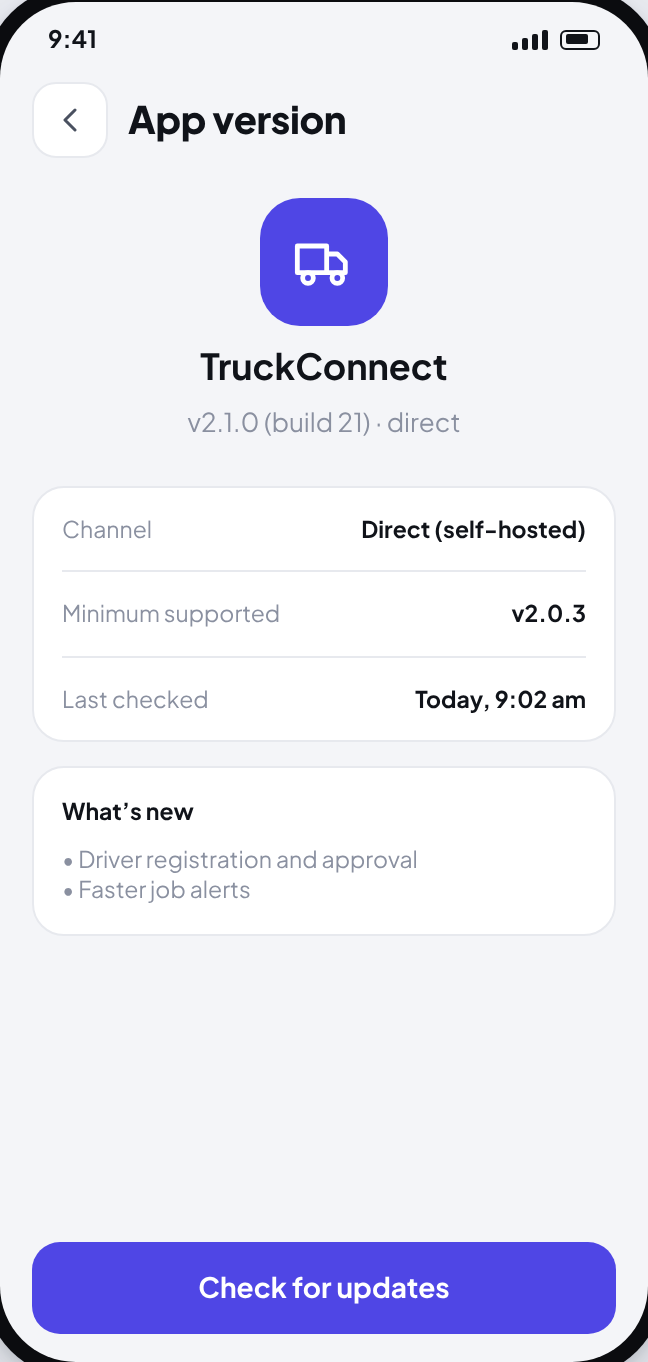 9:41
App version
TruckConnect
v2.1.0 (build 21) · direct
Channel Direct (self-hosted)
Minimum supported v2.0.3
Last checked Today, 9:02 am
What’s new
• Driver registration and approval
• Faster job alerts
Check for updates